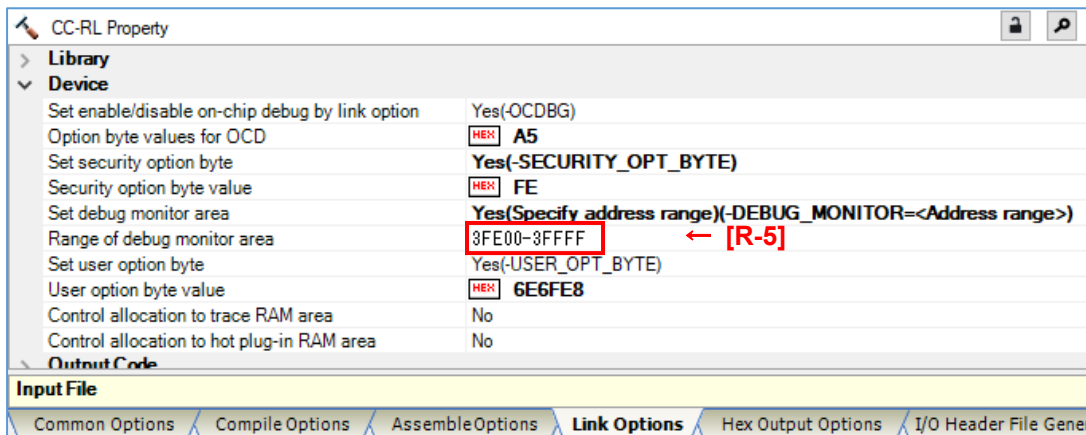 CC-RL Property
Library
Device
Set enable/disable on-chip debug by link option Yes(-OCDBG)
Option byte values for OCD HEX A5
Set security option byte Yes(-SECURITY_OPT_BYTE)
Security option byte value HEX FE
Set debug monitor area Yes(Specify address range)(-DEBUG_MONITOR=<Address range>)
Range of debug monitor area 3FE00-3FFFF ← [R-5]
Set user option byte Yes(-USER_OPT_BYTE)
User option byte value HEX 6E6FE8
Control allocation to trace RAM area No
Control allocation to hot plug-in RAM area No
Output Code
Input File
Common Options Compile Options Assemble Options Link Options Hex Output Options I/O Header File Gene